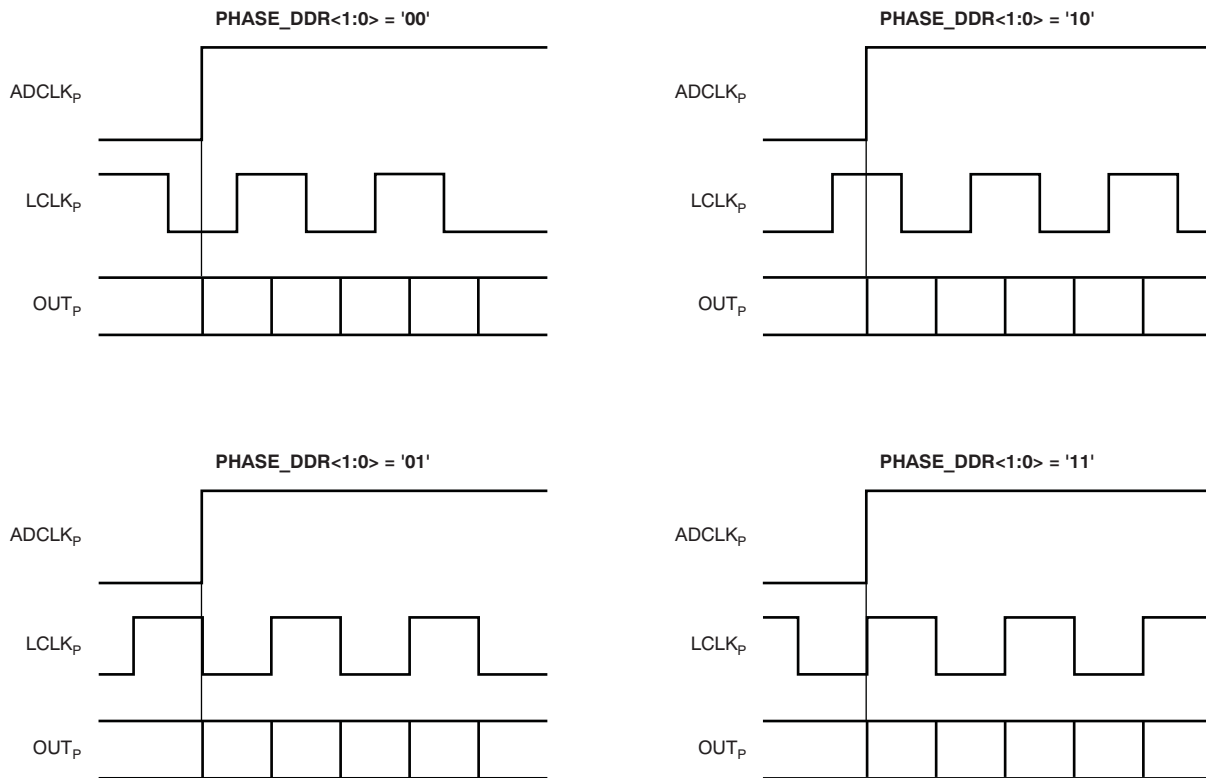 PHASE_DDR<1:0> = '00'
ADCLKP
LCLKP
OUTP
PHASE_DDR<1:0> = '10'
ADCLKP
LCLKP
OUTP
PHASE_DDR<1:0> = '01'
ADCLKP
LCLKP
OUTP
PHASE_DDR<1:0> = '11'
ADCLKP
LCLKP
OUTP